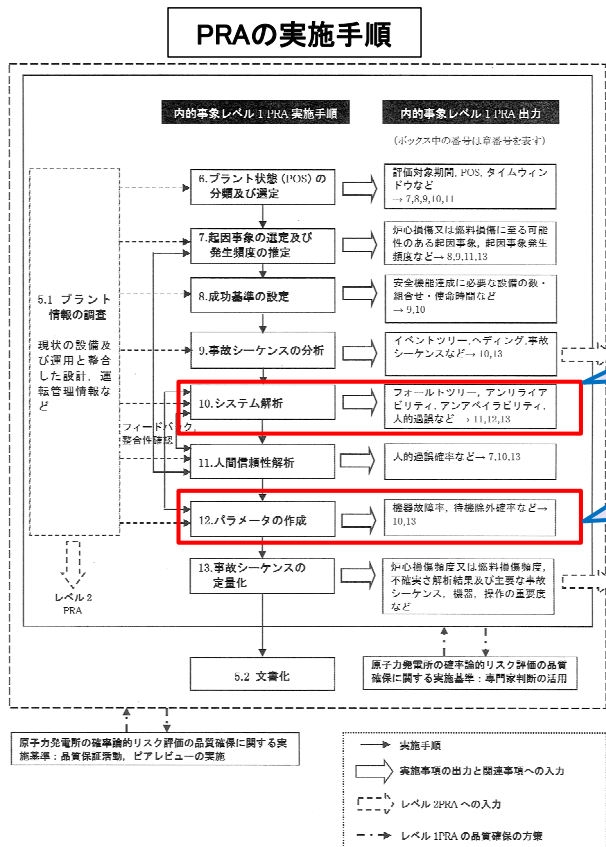 PRAの実施手順
内的事象レベル1PRA 実施手順
内的事象レベル1PRA 出力
(ボックス中の番号は章番号を表す)
6.プラント状態(POS)の
分類及び選定
評価対象期間, POS, タイムウィン
ドウなど
→ 7,8,9,10,11
7.起因事象の選定及び
発生頻度の推定
炉心損傷又は燃料損傷に至る可能
性のある起因事象, 起因事象発生
頻度など→ 8,9,11,13
8.成功基準の設定
安全機能達成に必要な設備の数・
組合せ・使命時間など
→ 9,10
5.1 プラント
情報の調査
現状の設備及
び運用と整合
した設計, 運
転管理情報な
ど
9.事故シーケンスの分析
イベントツリー,ヘディング,事故
シーケンスなど→ 10,13
10.システム解析
フォールトツリー, アンリライア
ビリティ, アンアベイラビリティ,
人的過誤など → 11,12,13
フィードバック,
整合性確認
11.人間信頼性解析
人的過誤確率など→ 7,10,13
12.パラメータの作成
機器故障率, 待機除外確率など→
10,13
13.事故シーケンスの
定量化
炉心損傷頻度又は燃料損傷頻度,
不確実さ解析結果及び主要な事故
シーケンス, 機器, 操作の重要度
など
レベル2
PRA
5.2 文書化
原子力発電所の確率論的リスク評価の品質
確保に関する実施基準:専門家判断の活用
原子力発電所の確率論的リスク評価の品質確保に関する実
施基準:品質保証活動, ピアレビューの実施
実施手順
実施事項の出力と関連事項への入力
レベル2PRAへの入力
レベル1PRAの品質確保の方策